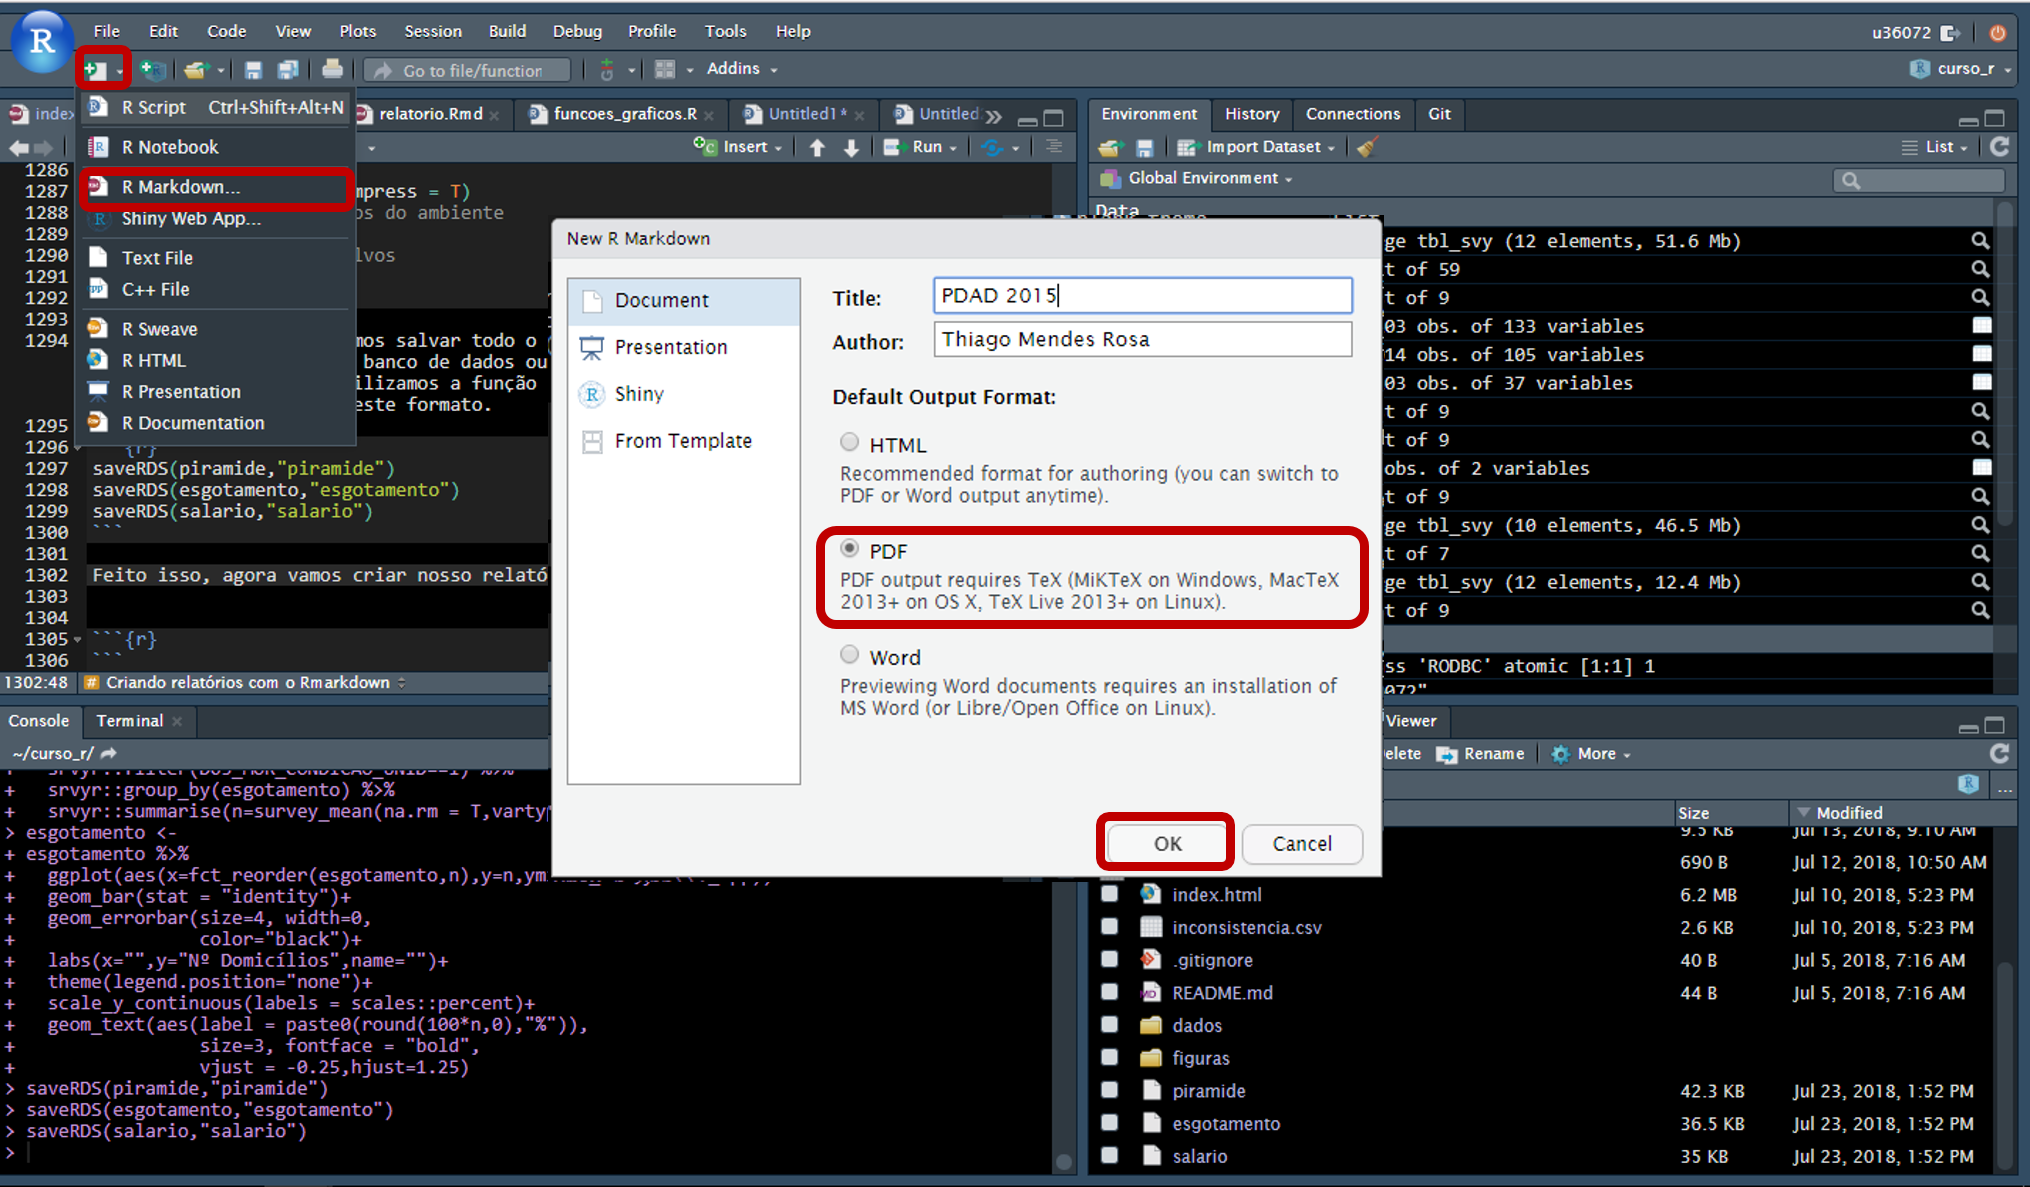 R
File Edit Code View Plots Session Build Debug Profile Tools Help
u36072
Go to file/function
Addins
curso_r
R Script Ctrl+Shift+Alt+N
R Notebook
R Markdown...
Shiny Web App...
Text File
C++ File
R Sweave
R HTML
R Presentation
R Documentation
index
relatorio.Rmd
funcoes_graficos.R
Untitled1*
Untitled
Insert
Run
1286
1287 mpress = T)
1288 os do ambiente
1289
1290 lvos
1291
1292
1293
1294 mos salvar todo o
banco de dados ou
ilizamos a função
este formato.
1295
1296 {r}
1297 saveRDS(piramide,"piramide")
1298 saveRDS(esgotamento,"esgotamento")
1299 saveRDS(salario,"salario")
1300 ```
1301
1302 Feito isso, agora vamos criar nosso relató
1303
1304
1305 ```{r}
1306 ```
1302:48 # Criando relatórios com o Rmarkdown
Console Terminal
~/curso_r/
+ srvyr::filter(D03_MOR_CONDICAO_UNID==1) %>%
+ srvyr::group_by(esgotamento) %>%
+ srvyr::summarise(n=survey_mean(na.rm = T,varty
> esgotamento <-
+ esgotamento %>%
+ ggplot(aes(x=fct_reorder(esgotamento,n),y=n,ym
+ geom_bar(stat = "identity")+
+ geom_errorbar(size=4, width=0,
+ color="black")+
+ labs(x="",y="Nº Domicílios",name="")+
+ theme(legend.position="none")+
+ scale_y_continuous(labels = scales::percent)+
+ geom_text(aes(label = paste0(round(100*n,0),"%")),
+ size=3, fontface = "bold",
+ vjust = -0.25,hjust=1.25)
> saveRDS(piramide,"piramide")
> saveRDS(esgotamento,"esgotamento")
> saveRDS(salario,"salario")
>
New R Markdown
Document
Presentation
Shiny
From Template
Title: PDAD 2015
Author: Thiago Mendes Rosa
Default Output Format:
HTML
Recommended format for authoring (you can switch to
PDF or Word output anytime).
PDF
PDF output requires TeX (MiKTeX on Windows, MacTeX
2013+ on OS X, TeX Live 2013+ on Linux).
Word
Previewing Word documents requires an installation of
MS Word (or Libre/Open Office on Linux).
OK Cancel
Environment History Connections Git
Import Dataset
List
Global Environment
Data
ge tbl_svy (12 elements, 51.6 Mb)
t of 59
t of 9
03 obs. of 133 variables
14 obs. of 105 variables
03 obs. of 37 variables
t of 9
t of 9
obs. of 2 variables
t of 9
ge tbl_svy (10 elements, 46.5 Mb)
t of 7
ge tbl_svy (12 elements, 12.4 Mb)
t of 9
ss 'RODBC' atomic [1:1] 1
072"
Viewer
elete Rename More
Size Modified
9.5 KB Jul 13, 2018, 9:10 AM
690 B Jul 12, 2018, 10:50 AM
index.html 6.2 MB Jul 10, 2018, 5:23 PM
inconsistencia.csv 2.6 KB Jul 10, 2018, 5:23 PM
.gitignore 40 B Jul 5, 2018, 7:16 AM
README.md 44 B Jul 5, 2018, 7:16 AM
dados
figuras
piramide 42.3 KB Jul 23, 2018, 1:52 PM
esgotamento 36.5 KB Jul 23, 2018, 1:52 PM
salario 35 KB Jul 23, 2018, 1:52 PM